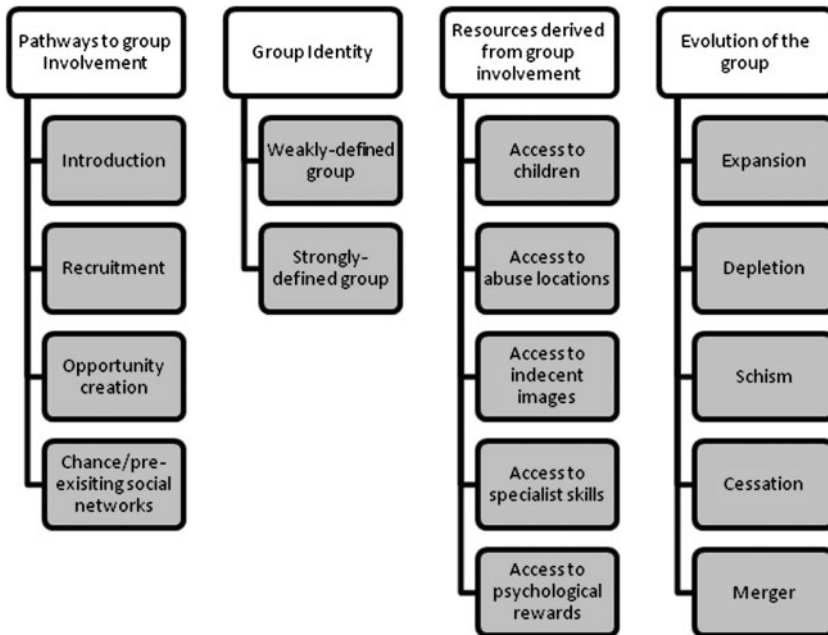 Pathways to group
Involvement
Introduction
Recruitment
Opportunity
creation
Chance/pre-
exisiting social
networks
Group Identity
Weakly-defined
group
Strongly-
defined group
Resources derived
from group
involvement
Access to
children
Access to
abuse locations
Access to
indecent
images
Access to
specialist skills
Access to
psychological
rewards
Evolution of the
group
Expansion
Depletion
Schism
Cessation
Merger